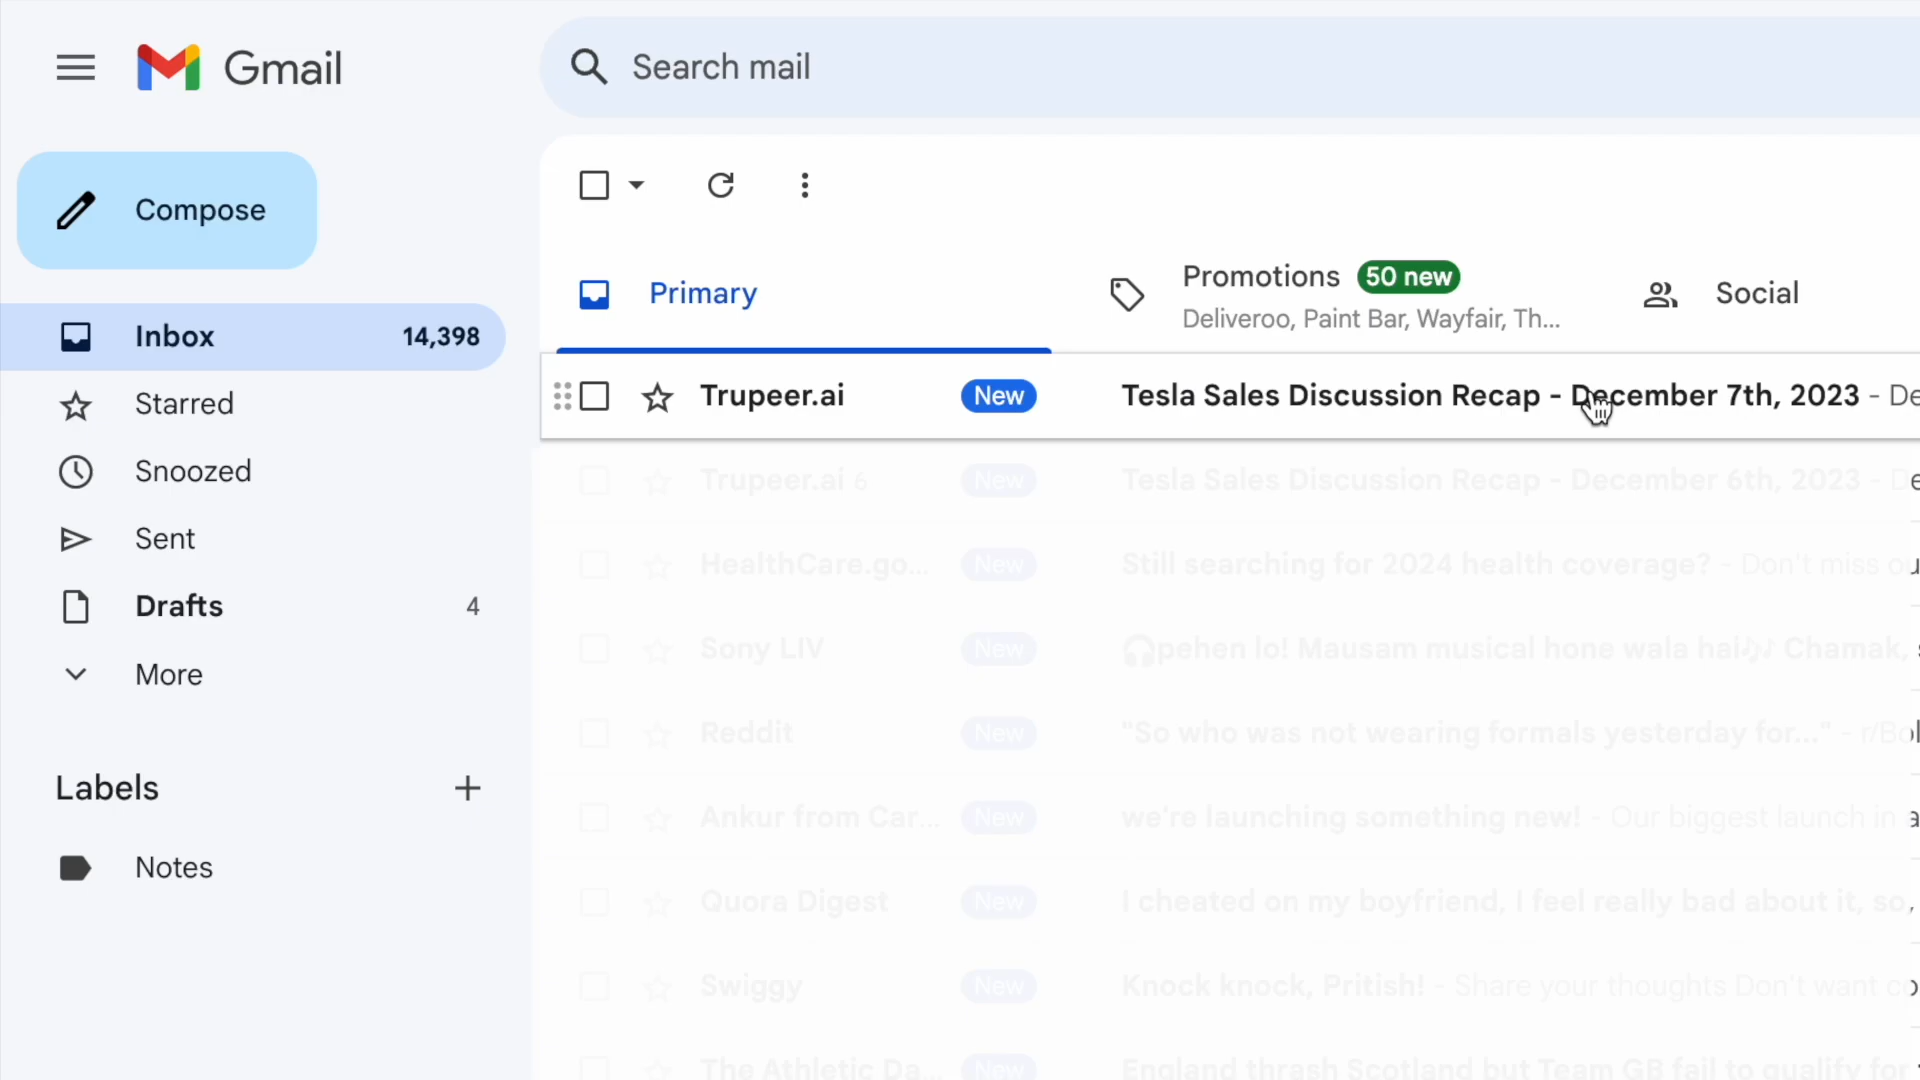 Gmail
Search mail
Compose
Inbox 14,398
Starred
Snoozed
Sent
Drafts 4
More
Labels
Notes
Primary
Promotions 50 new
Deliveroo, Paint Bar, Wayfair, Th...
Social
Trupeer.ai New Tesla Sales Discussion Recap - December 7th, 2023 - De
Trupeer.ai 6 New Tesla Sales Discussion Recap - December 6th, 2023 - De
HealthCare.go... New Still searching for 2024 health coverage? - Don't miss ou
Sony LIV New pehen lo! Mausam musical hone wala hai Chamak, s
Reddit New "So who was not wearing formals yesterday for..." - r/Bol
Ankur from Car... New we're launching something new! - Our biggest launch in a
Quora Digest New I cheated on my boyfriend, I feel really bad about it, so,
Swiggy New Knock knock, Pritish! - Share your thoughts Don't want co
The Athletic Da... New England thrash Scotland but Team GB fail to qualify for